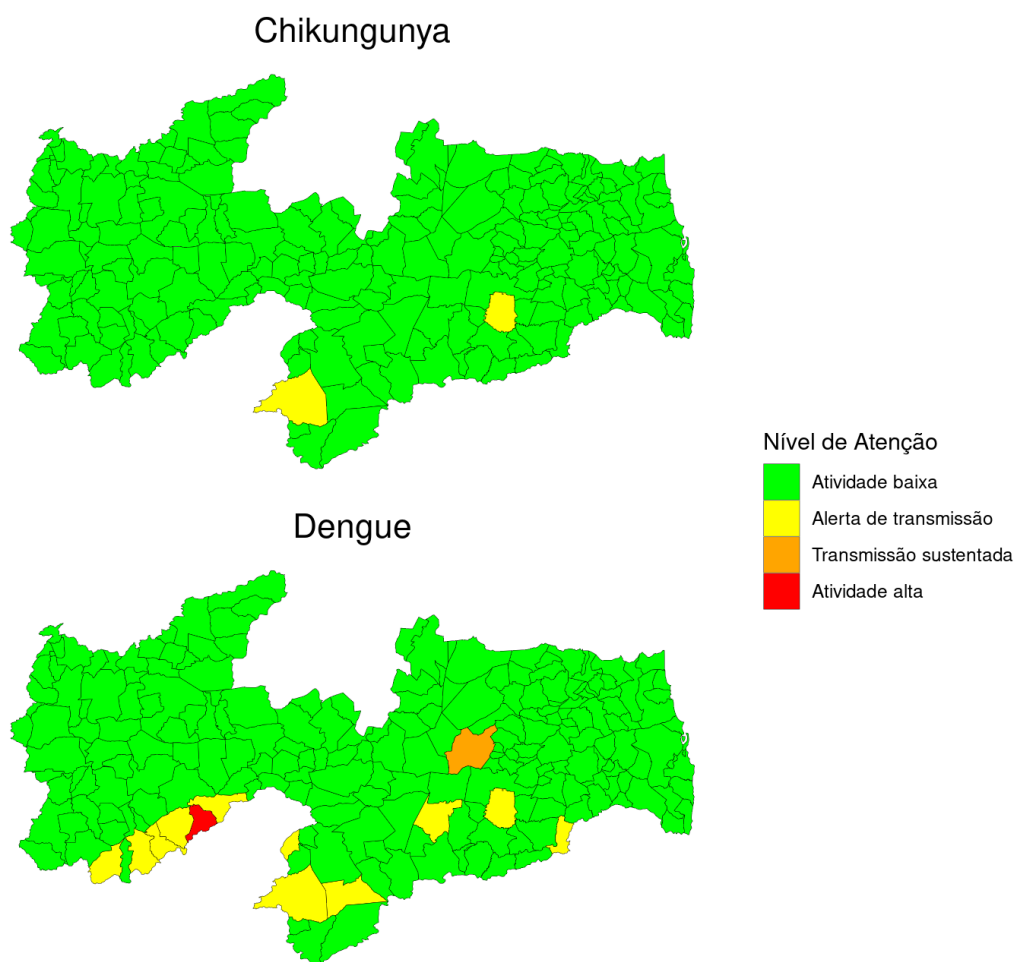 Chikungunya
Nível de Atenção
Atividade baixa
Alerta de transmissão
Transmissão sustentada
Atividade alta
Dengue